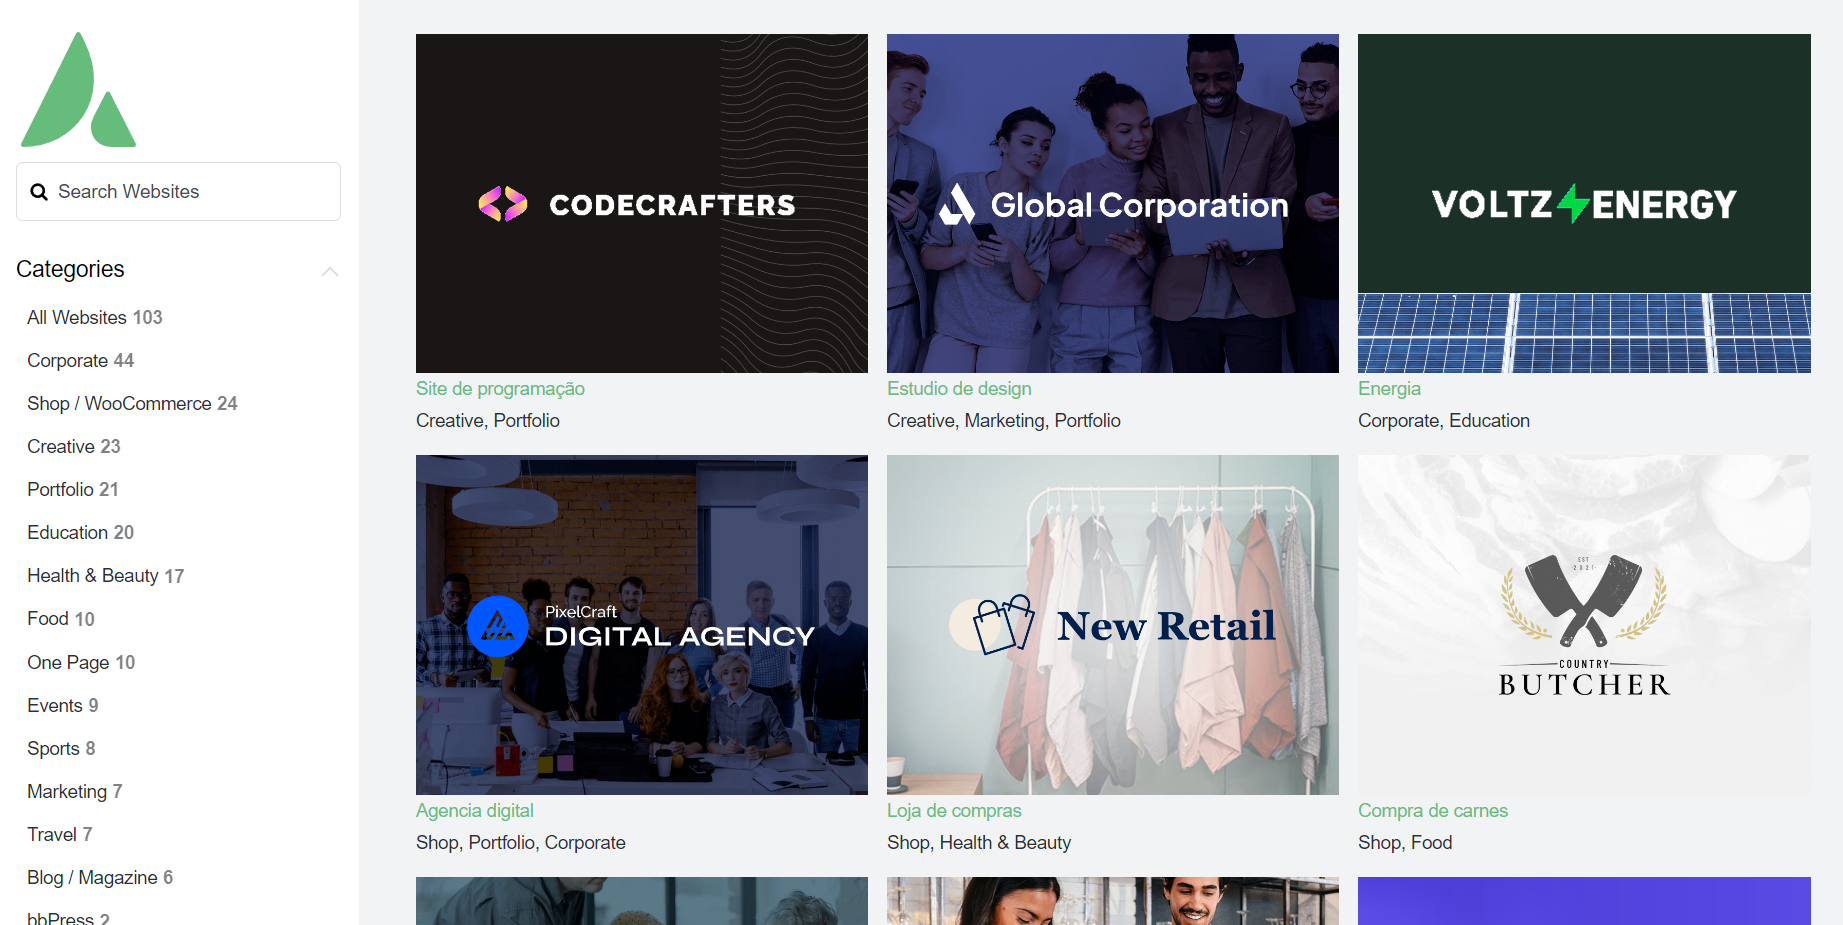 Search Websites
Categories
All Websites 103
Corporate 44
Shop / WooCommerce 24
Creative 23
Portfolio 21
Education 20
Health & Beauty 17
Food 10
One Page 10
Events 9
Sports 8
Marketing 7
Travel 7
Blog / Magazine 6
bbPress 2
CODECRAFTERS
Site de programação
Creative, Portfolio
Global Corporation
Estudio de design
Creative, Marketing, Portfolio
VOLTZ ENERGY
Energia
Corporate, Education
PixelCraft
DIGITAL AGENCY
Agencia digital
Shop, Portfolio, Corporate
New Retail
Loja de compras
Shop, Health & Beauty
EST
·2021·
COUNTRY
BUTCHER
Compra de carnes
Shop, Food